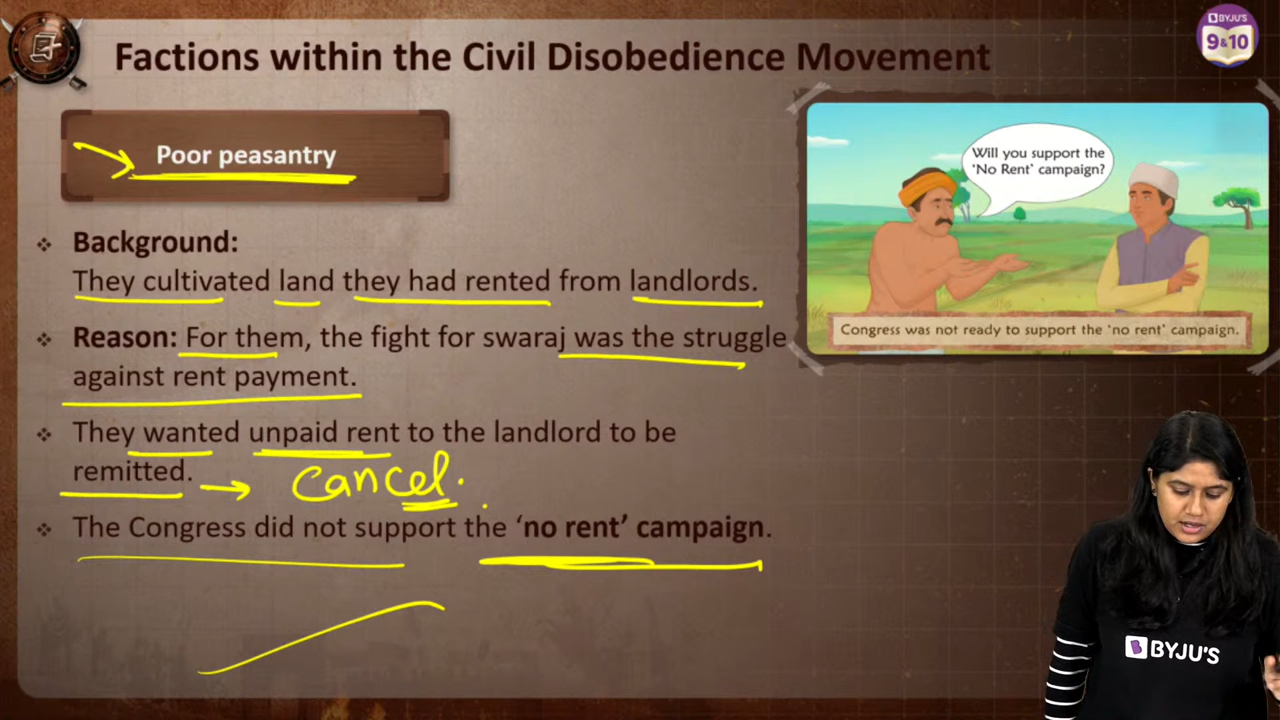 Factions within the Civil Disobedience Movement
BYJU'S
9&10
Poor peasantry
Will you support the
'No Rent' campaign?
Congress was not ready to support the 'no rent' campaign.
❖ Background:
They cultivated land they had rented from landlords.
❖ Reason: For them, the fight for swaraj was the struggle
against rent payment.
❖ They wanted unpaid rent to the landlord to be
remitted. → cancel.
❖ The Congress did not support the 'no rent' campaign.
BYJU'S